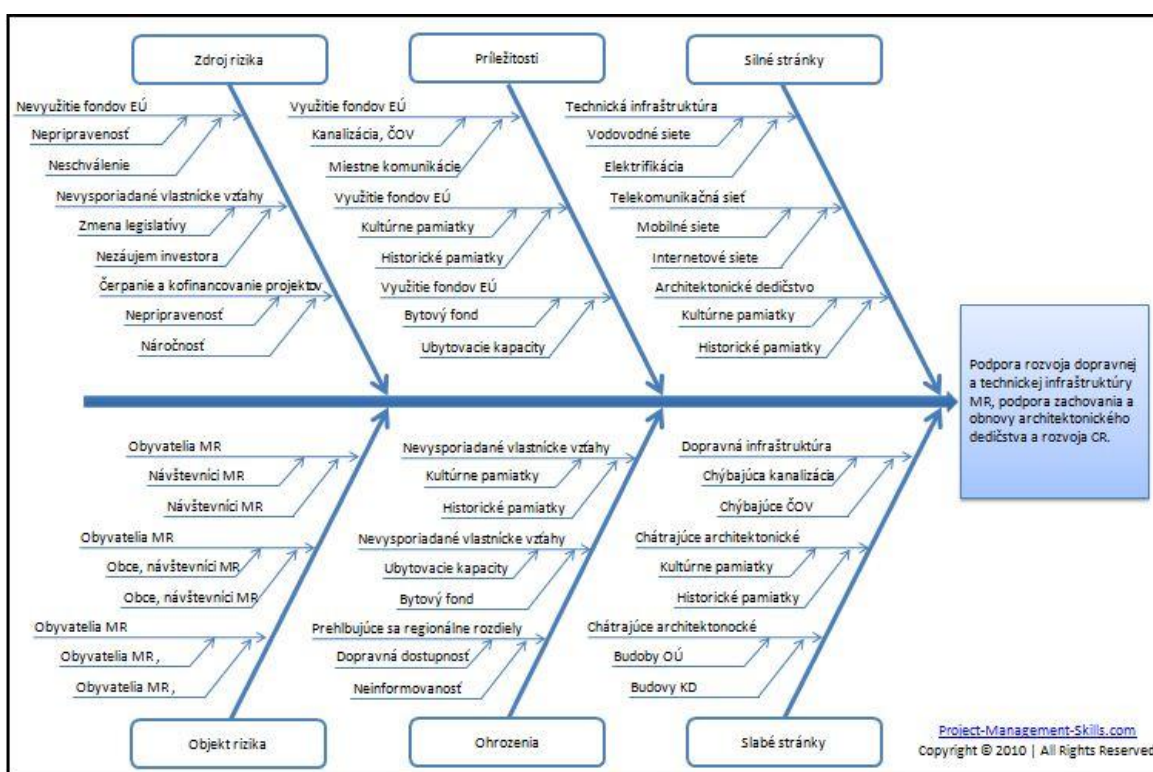 Zdroj rizika
Príležitosti
Silné stránky
Nevyužitie fondov EÚ
Nepripravenosť
Neschválenie
Nevysporiadané vlastnícke vzťahy
Zmena legislatívy
Nezáujem investora
Čerpanie a kofinancovanie projektov
Nepripravenosť
Náročnosť
Využitie fondov EÚ
Kanalizácia, ČOV
Miestne komunikácie
Využitie fondov EÚ
Kultúrne pamiatky
Historické pamiatky
Využitie fondov EÚ
Bytový fond
Ubytovacie kapacity
Technická infraštruktúra
Vodovodné siete
Elektrifikácia
Telekomunikačná sieť
Mobilné siete
Internetové siete
Architektonické dedičstvo
Kultúrne pamiatky
Historické pamiatky
Podpora rozvoja dopravnej
a technickej infraštruktúry
MR, podpora zachovania a
obnovy architektonického
dedičstva a rozvoja CR.
Obyvatelia MR
Návštevníci MR
Návštevníci MR
Obyvatelia MR
Obce, návštevníci MR
Obce, návštevníci MR
Obyvatelia MR
Obyvatelia MR,
Obyvatelia MR,
Nevysporiadané vlastnícke vzťahy
Kultúrne pamiatky
Historické pamiatky
Nevysporiadané vlastnícke vzťahy
Ubytovacie kapacity
Bytový fond
Prehlbujúce sa regionálne rozdiely
Dopravná dostupnosť
Neinformovanosť
Dopravná infraštruktúra
Chýbajúca kanalizácia
Chýbajúce ČOV
Chátrajúce architektonické
Kultúrne pamiatky
Historické pamiatky
Chátrajúce architektonocké
Budoby OÚ
Budovy KD
Objekt rizika
Ohrozenia
Slabé stránky
Project-Management-Skills.com
Copyright © 2010 | All Rights Reserved